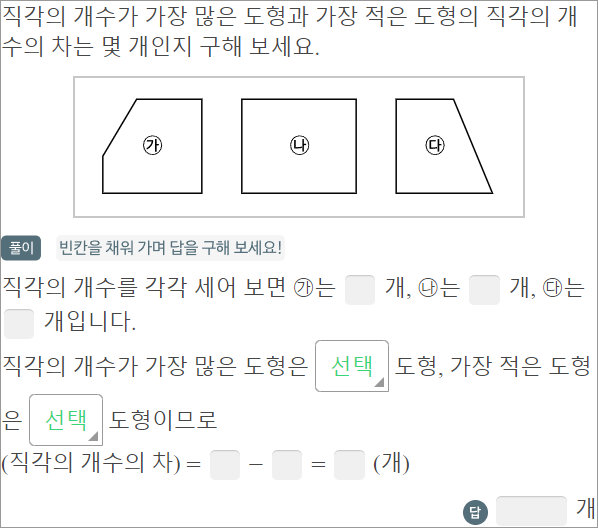 직각의 개수가 가장 많은 도형과 가장 적은 도형의 직각의 개
수의 차는 몇 개인지 구해 보세요.
㉮ ㉯ ㉰
풀이 빈칸을 채워 가며 답을 구해 보세요!
직각의 개수를 각각 세어 보면 ㉮는 개, ㉯는 개, ㉰는
개입니다.
직각의 개수가 가장 많은 도형은 선택 도형, 가장 적은 도형
은 선택 도형이므로
(직각의 개수의 차) = − = (개)
답 개